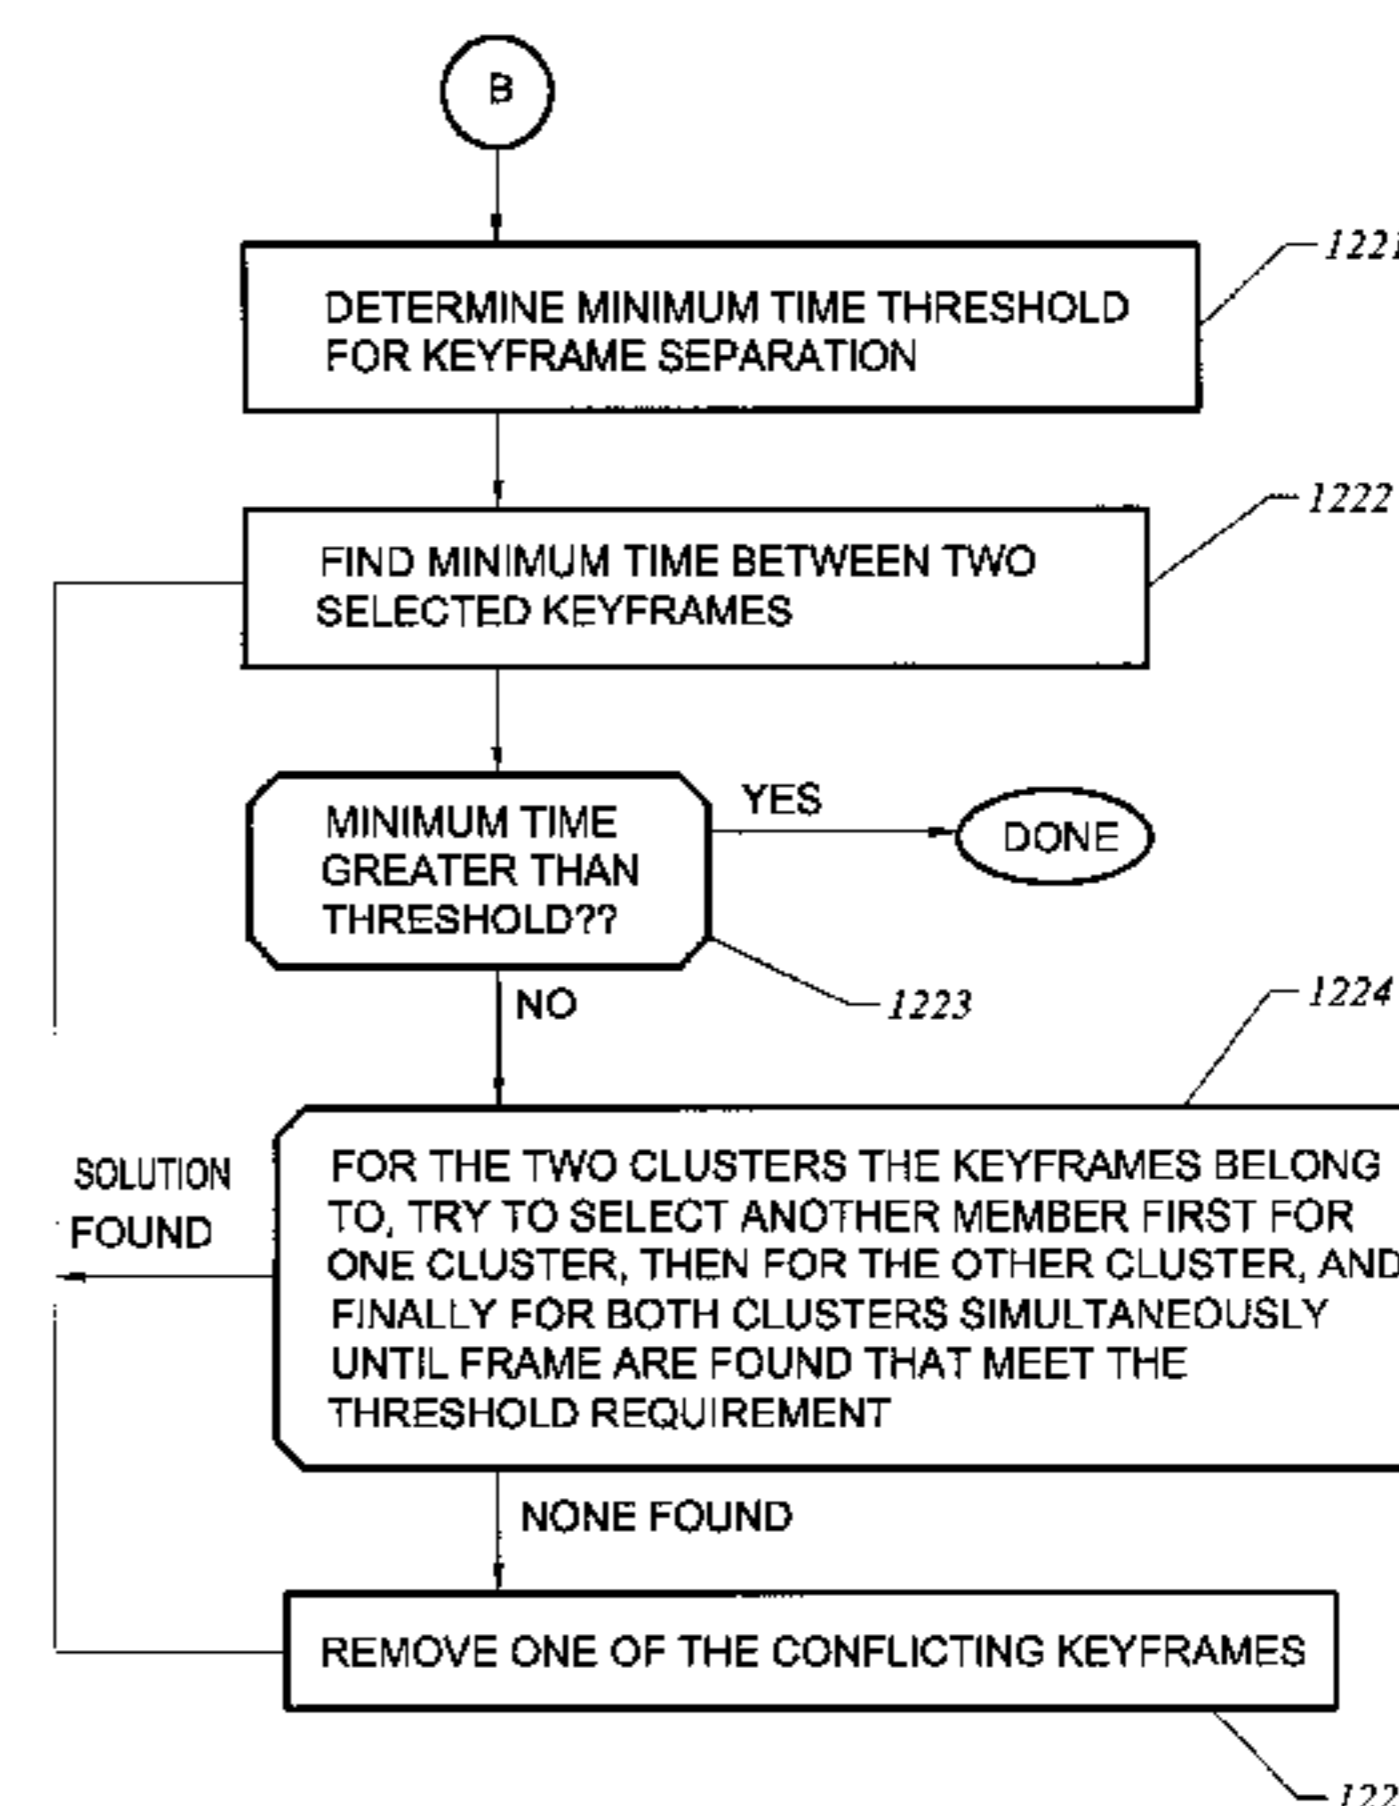 B
1221
DETERMINE MINIMUM TIME THRESHOLD
FOR KEYFRAME SEPARATION
1222
FIND MINIMUM TIME BETWEEN TWO
SELECTED KEYFRAMES
YES
MINIMUM TIME
GREATER THAN
THRESHOLD??
DONE
NO
1223
1224
SOLUTION
FOUND
FOR THE TWO CLUSTERS THE KEYFRAMES BELONG
TO, TRY TO SELECT ANOTHER MEMBER FIRST FOR
ONE CLUSTER, THEN FOR THE OTHER CLUSTER, AND
FINALLY FOR BOTH CLUSTERS SIMULTANEOUSLY
UNTIL FRAME ARE FOUND THAT MEET THE
THRESHOLD REQUIREMENT
NONE FOUND
REMOVE ONE OF THE CONFLICTING KEYFRAMES